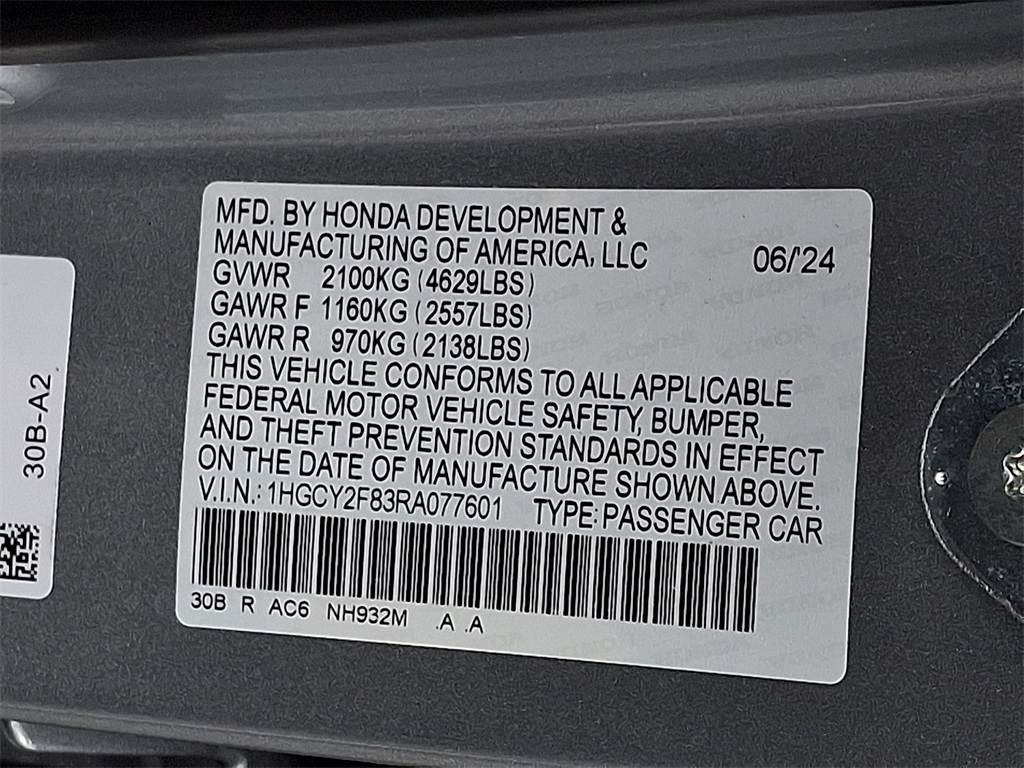 MFD. BY HONDA DEVELOPMENT &
MANUFACTURING OF AMERICA, LLC 06/'24
GVWR 2100KG (4629LBS)
GAWR F 1160KG (2557LBS)
GAWR R 970KG (2138LBS)
THIS VEHICLE CONFORMS TO ALL APPLICABLE
FEDERAL MOTOR VEHICLE SAFETY, BUMPER,
AND THEFT PREVENTION STANDARDS IN EFFECT
ON THE DATE OF MANUFACTURE SHOWN ABOVE.
V.I.N.: 1HGCY2F83RA077601 TYPE: PASSENGER CAR
30B R AC6 NH932M .A .A
30B-A2